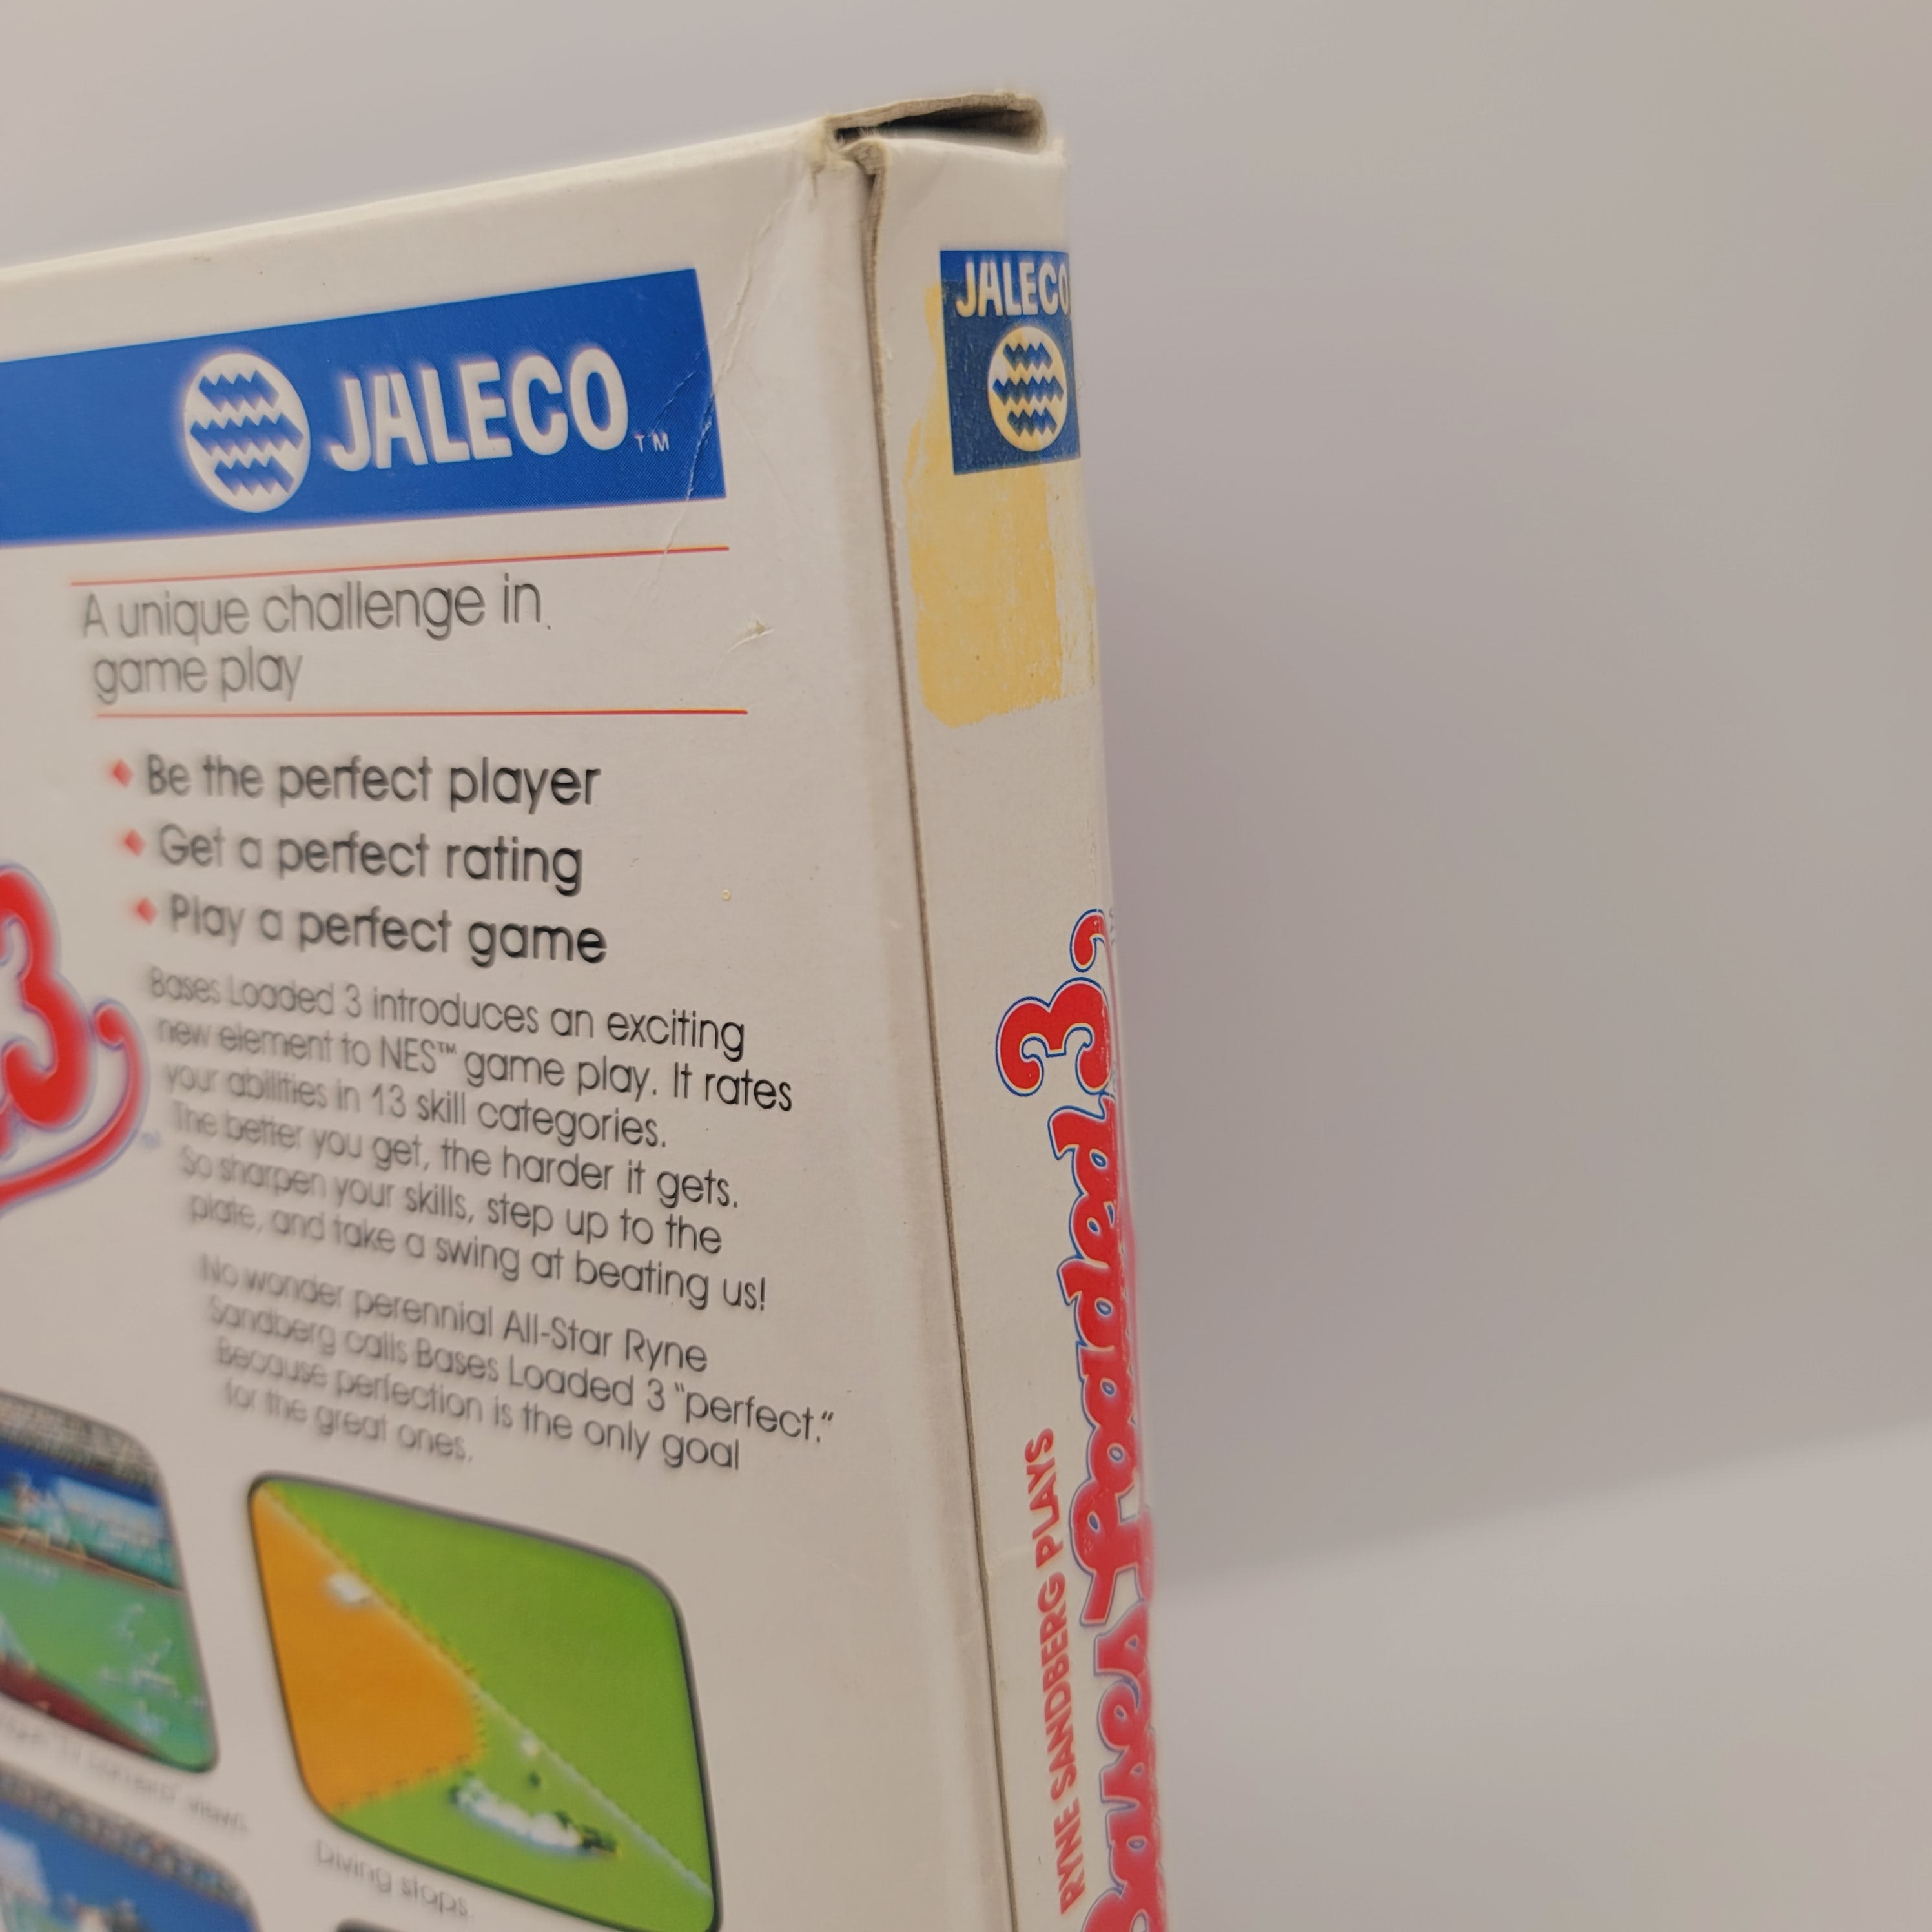 JALECO™
A unique challenge in
game play
Be the perfect player
Get a perfect rating
Play a perfect game
Bases Loaded 3 introduces an exciting
new element to NES™ game play. It rates
your abilities in 13 skill categories.
The better you get, the harder it gets.
So sharpen your skills, step up to the
plate, and take a swing at beating us!
No wonder perennial All-Star Ryne
Sandberg calls Bases Loaded 3 "perfect."
Because perfection is the only goal
for the great ones.
Diving stops.
3
JALECO
RYNE SANDBERG PLAYS
Bases Loaded 3